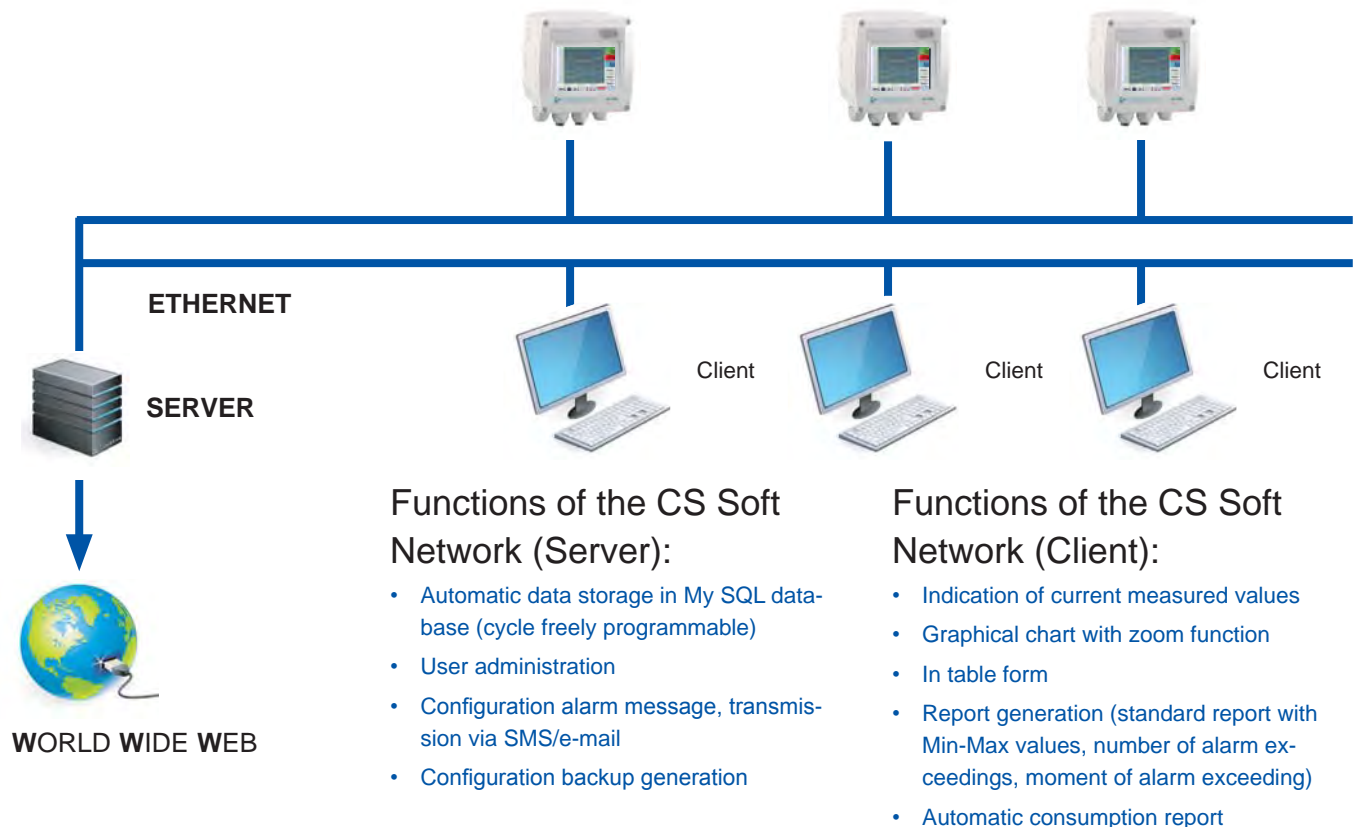 ETHERNET
SERVER
Client
Client
Client
WORLD WIDE WEB
Functions of the CS Soft
Network (Server):
• Automatic data storage in My SQL data-
base (cycle freely programmable)
• User administration
• Configuration alarm message, transmis-
sion via SMS/e-mail
• Configuration backup generation
Functions of the CS Soft
Network (Client):
• Indication of current measured values
• Graphical chart with zoom function
• In table form
• Report generation (standard report with
Min-Max values, number of alarm ex-
ceedings, moment of alarm exceeding)
• Automatic consumption report